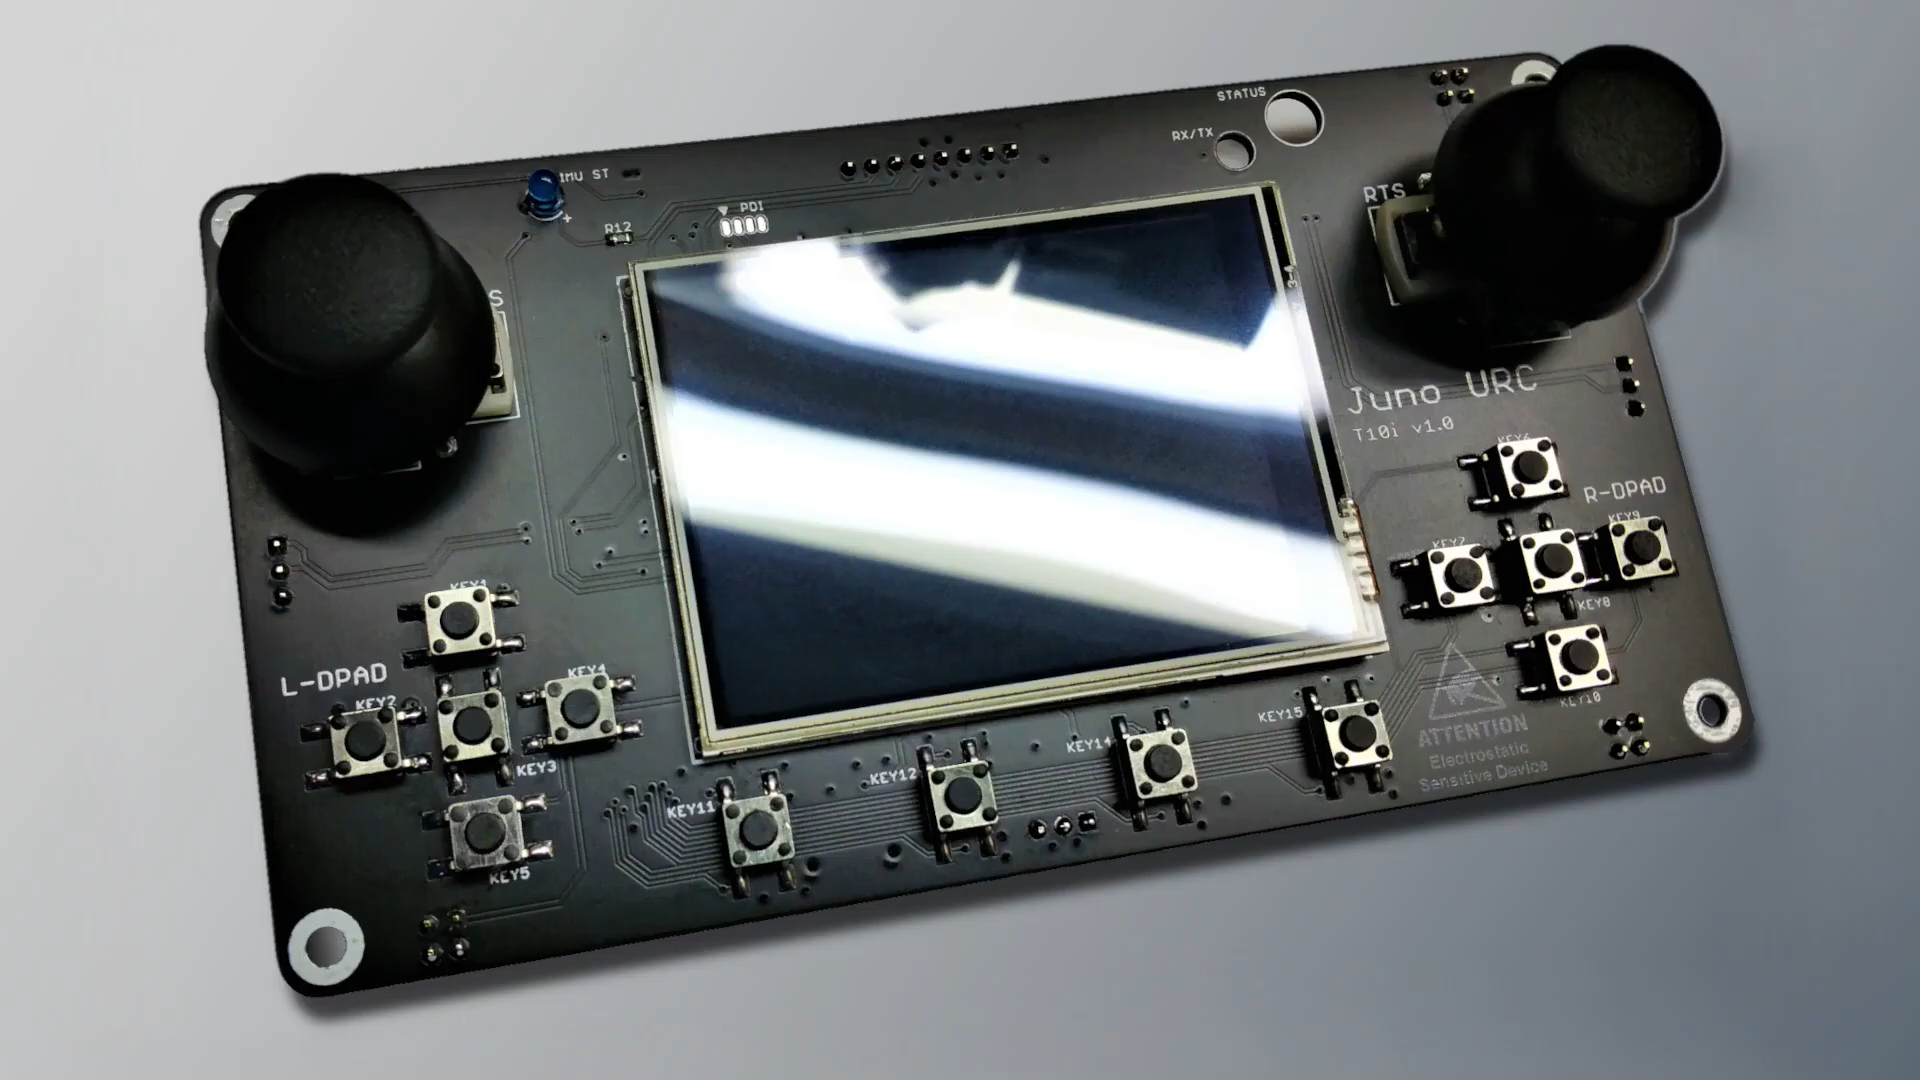 STATUS
RX/TX
IMU ST
+
PDI
R12
RTS
S
Juno URC
T10i v1.0
KEY6
R-DPAD
KEY9
KEY7
KEY8
KEY1
L-DPAD
KEY4
KEY2
KEY10
KEY15
KEY14
ATTENTION
Electrostatic
Sensitive Device
KEY3
KEY12
KEY11
KEY5